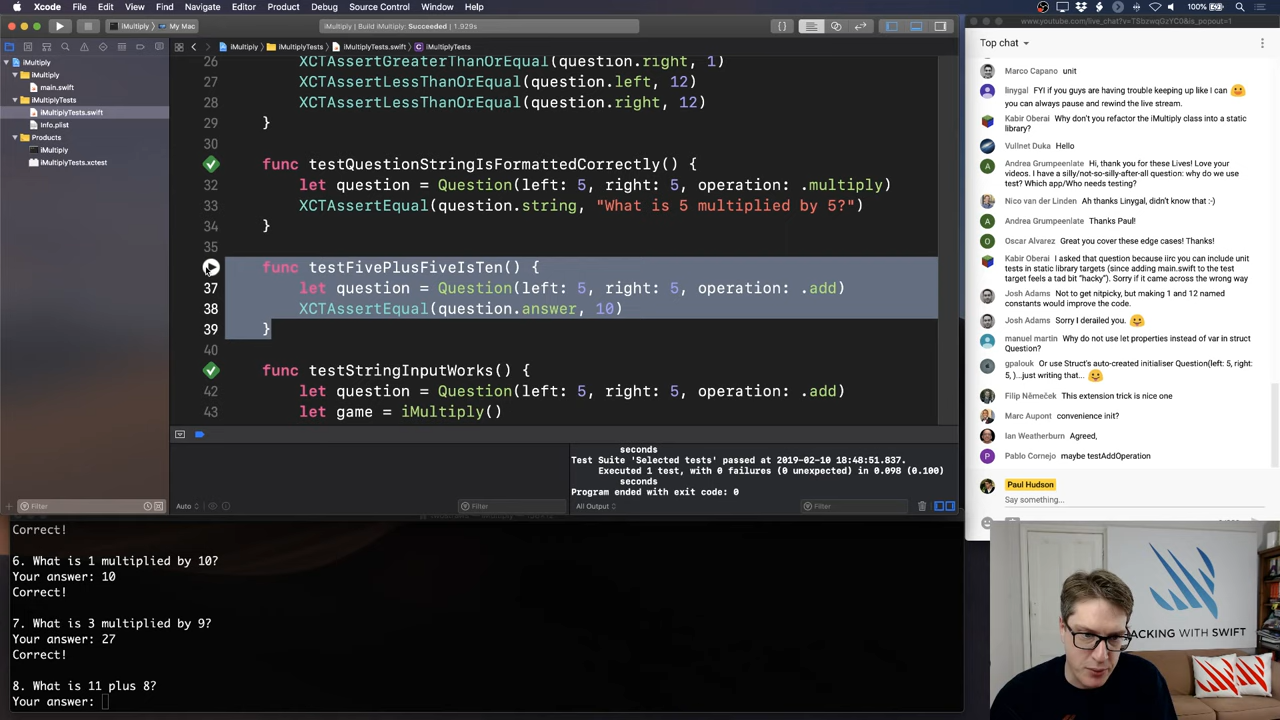 Xcode File Edit View Find Navigate Editor Product Debug Source Control Window Help
100%
iMultiply My Mac
iMultiply | Build iMultiply: Succeeded | 1.929s
iMultiply iMultiplyTests iMultiplyTests.swift iMultiplyTests
iMultiply
iMultiply
main.swift
iMultiplyTests
iMultiplyTests.swift
Info.plist
Products
iMultiply
iMultiplyTests.xctest
26 XCTAssertGreaterThanOrEqual(question.right, 1)
27 XCTAssertLessThanOrEqual(question.left, 12)
28 XCTAssertLessThanOrEqual(question.right, 12)
29 }
30
func testQuestionStringIsFormattedCorrectly() {
32 let question = Question(left: 5, right: 5, operation: .multiply)
33 XCTAssertEqual(question.string, "What is 5 multiplied by 5?")
34 }
35
func testFivePlusFiveIsTen() {
37 let question = Question(left: 5, right: 5, operation: .add)
38 XCTAssertEqual(question.answer, 10)
39 }
40
func testStringInputWorks() {
42 let question = Question(left: 5, right: 5, operation: .add)
43 let game = iMultiply()
seconds
Test Suite 'Selected tests' passed at 2019-02-10 18:48:51.837.
Executed 1 test, with 0 failures (0 unexpected) in 0.098 (0.100)
seconds
Program ended with exit code: 0
Filter
Auto
Filter
All Output
Filter
Correct!
6. What is 1 multiplied by 10?
Your answer: 10
Correct!
7. What is 3 multiplied by 9?
Your answer: 27
Correct!
8. What is 11 plus 8?
Your answer:
www.youtube.com/live_chat?v=TSbzwqGzYC0&is_popout=1
Top chat
Marco Capano unit
linygal FYI if you guys are having trouble keeping up like I can
you can always pause and rewind the live stream.
Kabir Oberai Why don't you refactor the iMultiply class into a static
library?
Vullnet Duka Hello
Andrea Grumpeenlate Hi, thank you for these Lives! Love your
videos. I have a silly/not-so-silly-after-all question: why do we use
test? Which app/Who needs testing?
Nico van der Linden Ah thanks Linygal, didn't know that :-)
Andrea Grumpeenlate Thanks Paul!
Oscar Alvarez Great you cover these edge cases! Thanks!
Kabir Oberai I asked that question because iirc you can include unit
tests in static library targets (since adding main.swift to the test
target feels a tad bit "hacky"). Sorry if it came across the wrong way
Josh Adams Not to get nitpicky, but making 1 and 12 named
constants would improve the code.
Josh Adams Sorry I derailed you.
manuel martin Why do not use let properties instead of var in struct
Question?
gpalouk Or use Struct's auto-created initialiser Question(left: 5, right:
5, )...just writing that...
Filip Němeček This extension trick is nice one
Marc Aupont convenience init?
Ian Weatherburn Agreed,
Pablo Cornejo maybe testAddOperation
Paul Hudson
Say something...
ACKING WITH SWIFT